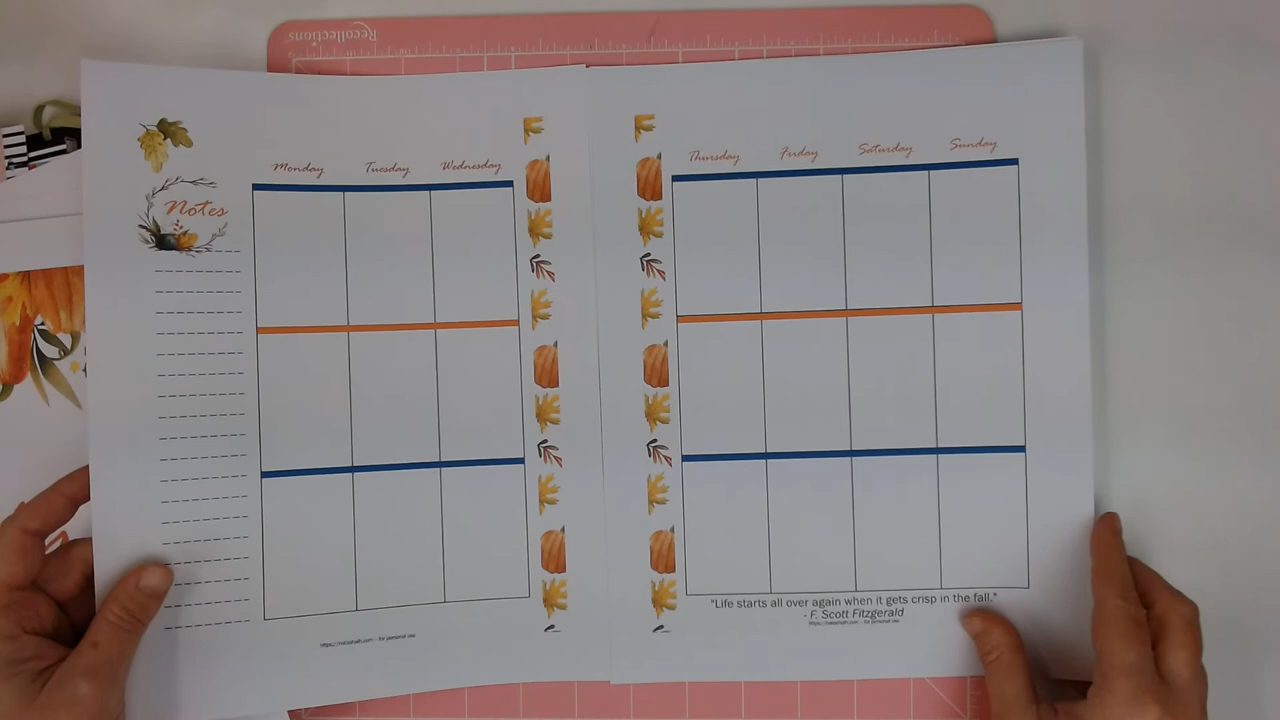 Recollections
Monday Tuesday Wednesday
Notes
Thursday Friday Saturday Sunday
"Life starts all over again when it gets crisp in the fall."
- F. Scott Fitzgerald